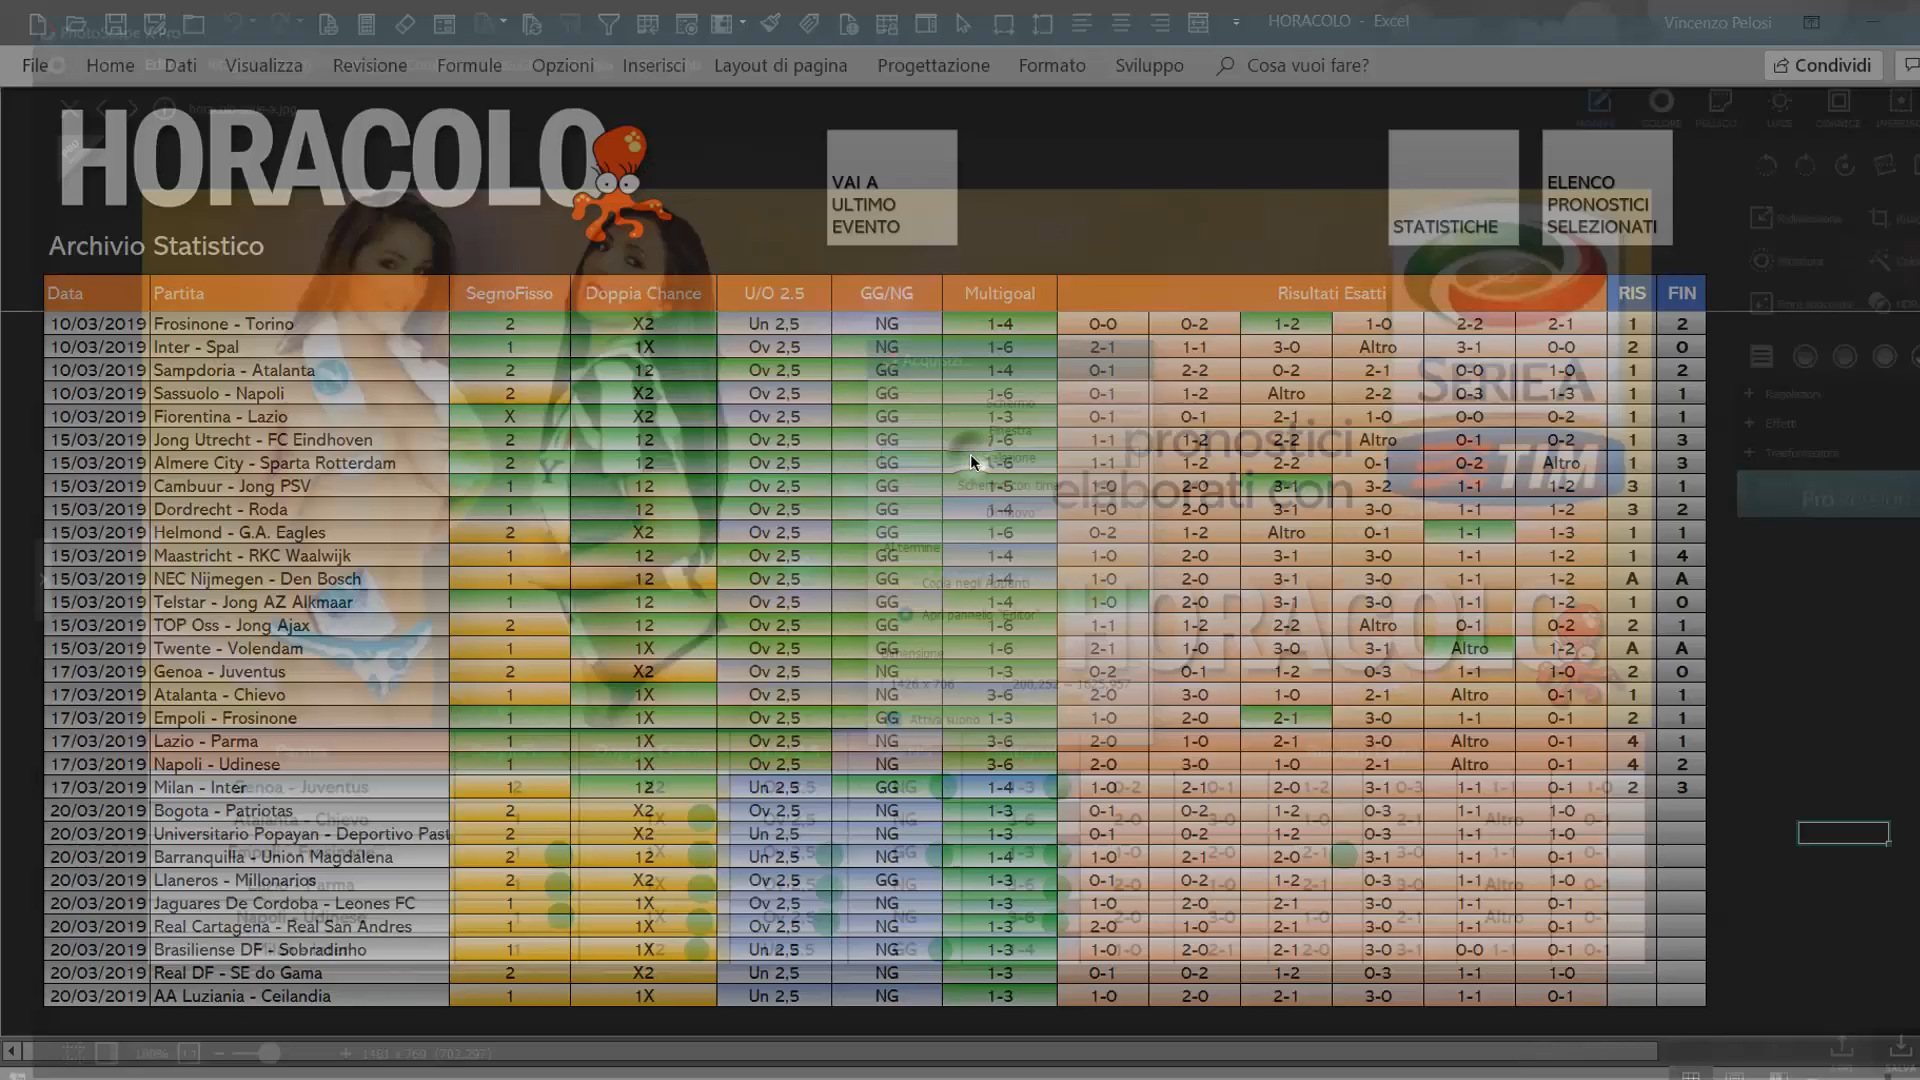 HORACOLO - Excel
Vincenzo Pelosi
File Home Dati Visualizza Revisione Formule Opzioni Inserisci Layout di pagina Progettazione Formato Sviluppo Cosa vuoi fare? Condividi
HORACOLO
Archivio Statistico
VAI A
ULTIMO
EVENTO
STATISTICHE
ELENCO
PRONOSTICI
SELEZIONATI
Data Partita SegnoFisso Doppia Chance U/O 2.5 GG/NG Multigoal Risultati Esatti RIS FIN
10/03/2019 Frosinone - Torino 2 X2 Un 2,5 NG 1-4 0-0 0-2 1-2 1-0 2-2 2-1 1 2
10/03/2019 Inter - Spal 1 1X Ov 2,5 NG 1-6 2-1 1-1 3-0 Altro 3-1 0-0 2 0
10/03/2019 Sampdoria - Atalanta 2 12 Ov 2,5 GG 1-4 0-1 2-2 0-2 2-1 0-0 1-0 1 2
10/03/2019 Sassuolo - Napoli 2 X2 Ov 2,5 GG 1-6 0-1 1-2 Altro 2-2 0-3 1-3 1 1
10/03/2019 Fiorentina - Lazio X X2 Ov 2,5 GG 1-3 0-1 0-1 2-1 1-0 0-0 0-2 1 1
15/03/2019 Jong Utrecht - FC Eindhoven 2 12 Ov 2,5 GG 1-6 1-1 1-2 2-2 Altro 0-1 0-2 1 3
15/03/2019 Almere City - Sparta Rotterdam 2 12 Ov 2,5 GG 1-6 1-1 1-2 2-2 0-1 0-2 Altro 1 3
15/03/2019 Cambuur - Jong PSV 1 12 Ov 2,5 GG 1-6 1-0 2-0 3-1 3-2 1-1 1-2 3 1
15/03/2019 Dordrecht - Roda 1 12 Ov 2,5 GG 1-4 1-0 2-0 3-1 3-0 1-1 1-2 3 2
15/03/2019 Helmond - G.A. Eagles 2 X2 Ov 2,5 GG 1-6 0-2 1-2 Altro 0-1 1-1 1-3 1 1
15/03/2019 Maastricht - RKC Waalwijk 1 12 Ov 2,5 GG 1-4 1-0 2-0 3-1 3-0 1-1 1-2 1 4
15/03/2019 NEC Nijmegen - Den Bosch 1 12 Ov 2,5 GG 1-4 1-0 2-0 3-1 3-0 1-1 1-2 A A
15/03/2019 Telstar - Jong AZ Alkmaar 1 12 Ov 2,5 GG 1-4 1-0 2-0 3-1 3-0 1-1 1-2 1 0
15/03/2019 TOP Oss - Jong Ajax 2 12 Ov 2,5 GG 1-6 1-1 1-2 2-2 Altro 0-1 0-2 2 1
15/03/2019 Twente - Volendam 1 1X Ov 2,5 GG 1-6 2-1 1-0 3-0 3-1 Altro 1-2 A A
17/03/2019 Genoa - Juventus 2 X2 Ov 2,5 NG 1-3 0-2 0-1 1-2 0-3 1-1 1-0 2 0
17/03/2019 Atalanta - Chievo 1 1X Ov 2,5 NG 3-6 2-0 3-0 1-0 2-1 Altro 0-1 1 1
17/03/2019 Empoli - Frosinone 1 1X Ov 2,5 GG 1-3 1-0 2-0 2-1 3-0 1-1 0-1 2 1
17/03/2019 Lazio - Parma 1 1X Ov 2,5 NG 3-6 2-0 1-0 2-1 3-0 Altro 0-1 4 1
17/03/2019 Napoli - Udinese 1 1X Ov 2,5 NG 3-6 2-0 3-0 1-0 2-1 Altro 0-1 4 2
17/03/2019 Milan - Inter 1 12 Un 2,5 GG 1-4 1-0 2-1 2-0 3-1 1-1 0-1 2 3
20/03/2019 Bogota - Patriotas 2 X2 Ov 2,5 NG 1-3 0-1 0-2 1-2 0-3 1-1 1-0
20/03/2019 Universitario Popayan - Deportivo Past 2 X2 Un 2,5 NG 1-3 0-1 0-2 1-2 0-3 1-1 1-0
20/03/2019 Barranquilla - Union Magdalena 2 12 Un 2,5 NG 1-4 1-0 2-1 2-0 3-1 1-1 0-1
20/03/2019 Llaneros - Millonarios 2 X2 Un 2,5 GG 1-3 0-1 0-2 1-2 0-3 1-1 1-0
20/03/2019 Jaguares De Cordoba - Leones FC 1 1X Ov 2,5 NG 1-3 1-0 2-0 2-1 3-0 1-1 0-1
20/03/2019 Real Cartagena - Real San Andres 1 1X Ov 2,5 NG 1-3 2-0 1-0 2-1 3-0 1-1 0-1
20/03/2019 Brasiliense DF - Sobradinho 1 1X Un 2,5 NG 1-3 1-0 2-0 2-1 3-0 0-0 0-1
20/03/2019 Real DF - SE do Gama 2 X2 Un 2,5 NG 1-3 0-1 0-2 1-2 0-3 1-1 1-0
20/03/2019 AA Luziania - Ceilandia 1 1X Un 2,5 NG 1-3 1-0 2-0 2-1 3-0 1-1 0-1
SERIE A
TIM
pronostici
elaborati con
HORACOLO
1481 x 769